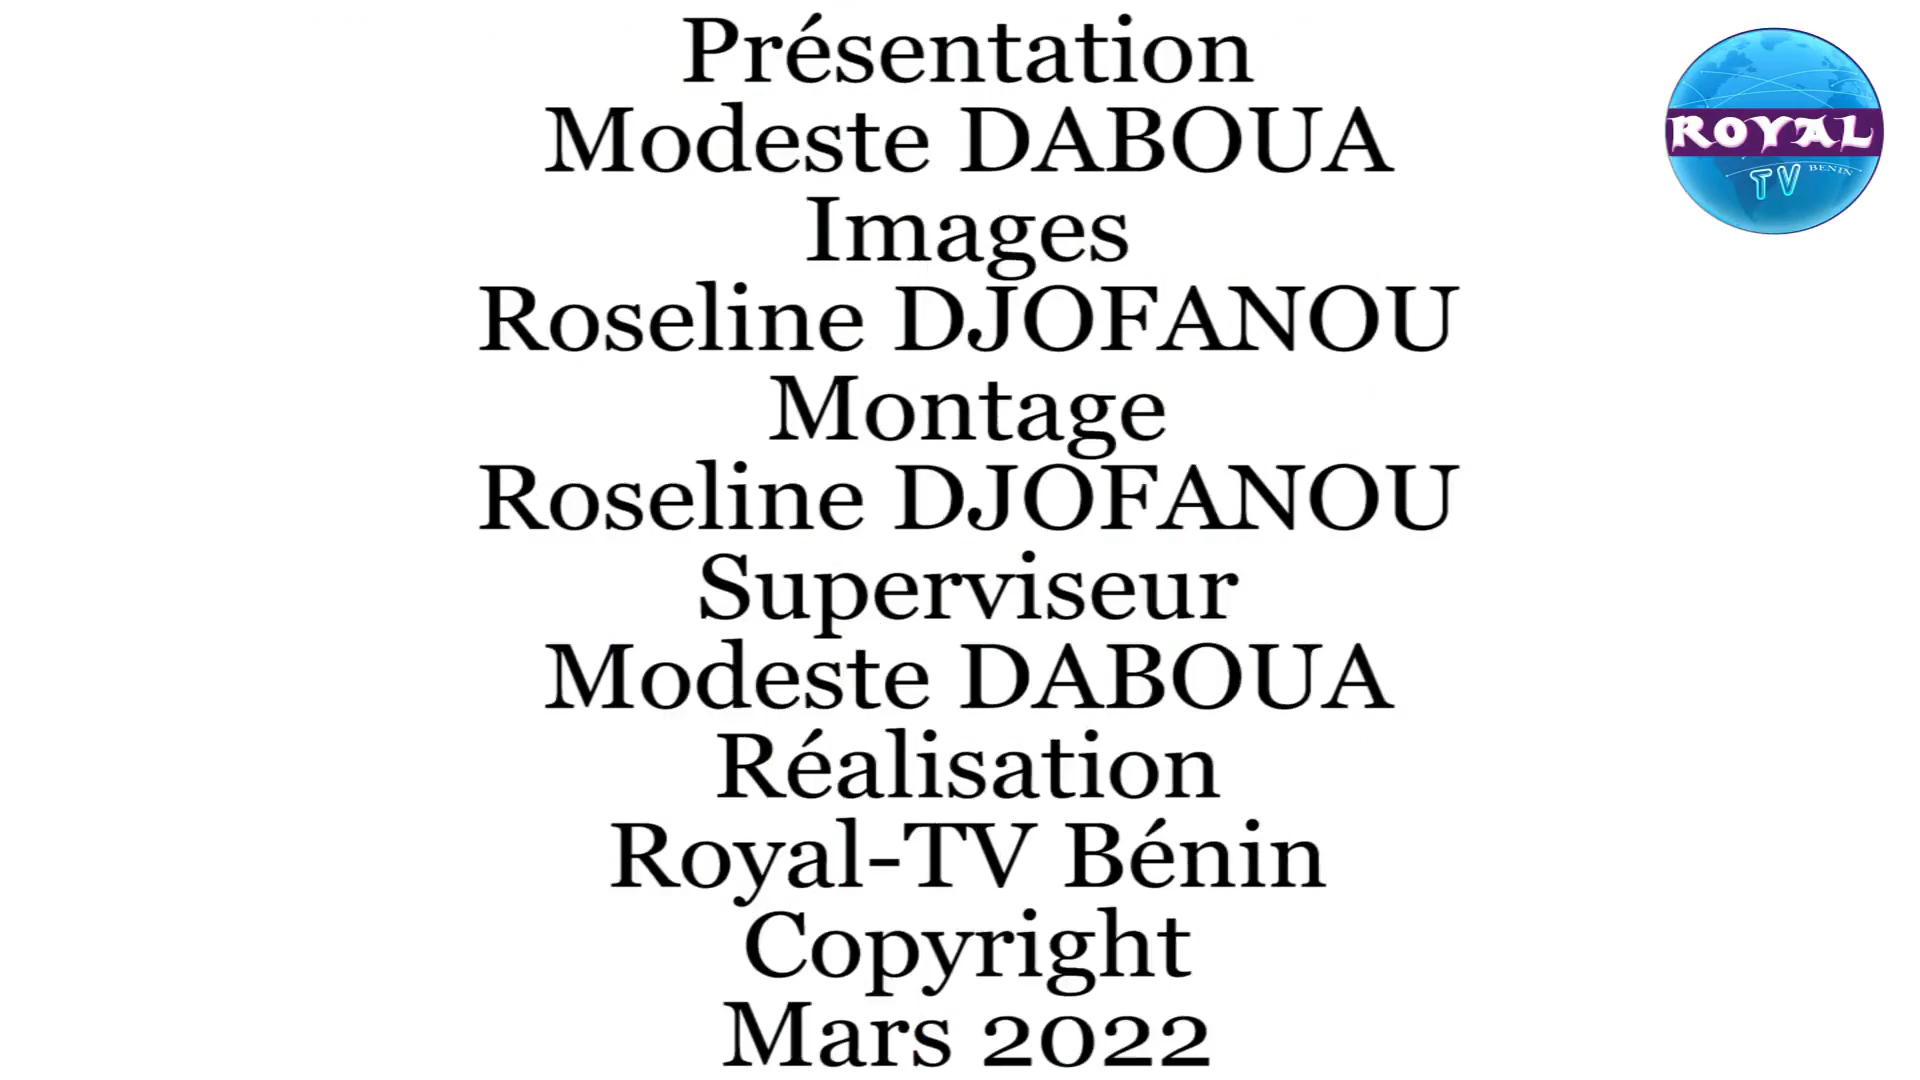 Présentation
Modeste DABOUA
Images
Roseline DJOFANOU
Montage
Roseline DJOFANOU
Superviseur
Modeste DABOUA
Réalisation
Royal-TV Bénin
Copyright
Mars 2022
ROYAL
TV BENIN